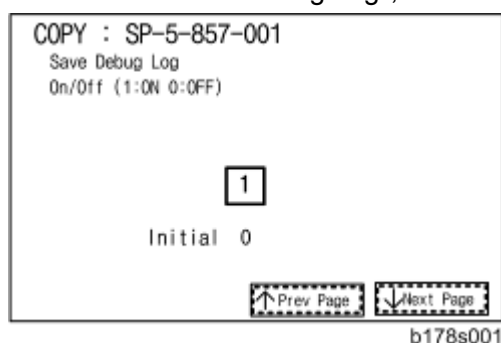 COPY : SP-5-857-001
Save Debug Log
On/Off (1:ON 0:OFF)
1
Initial 0
↑Prev Page ↓Next Page
b178s001